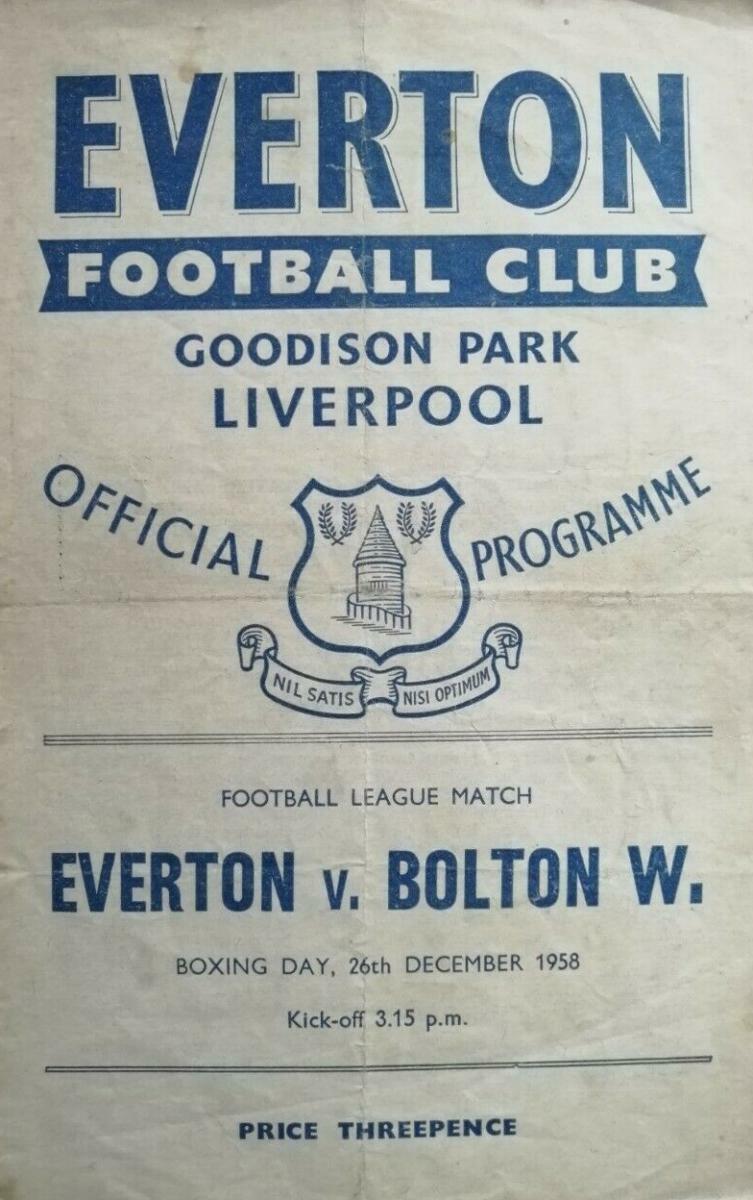 EVERTON
FOOTBALL CLUB
GOODISON PARK
LIVERPOOL
OFFICIAL PROGRAMME
NIL SATIS NISI OPTIMUM
FOOTBALL LEAGUE MATCH
EVERTON v. BOLTON W.
BOXING DAY, 26th DECEMBER 1958
Kick-off 3.15 p.m.
PRICE THREEPENCE